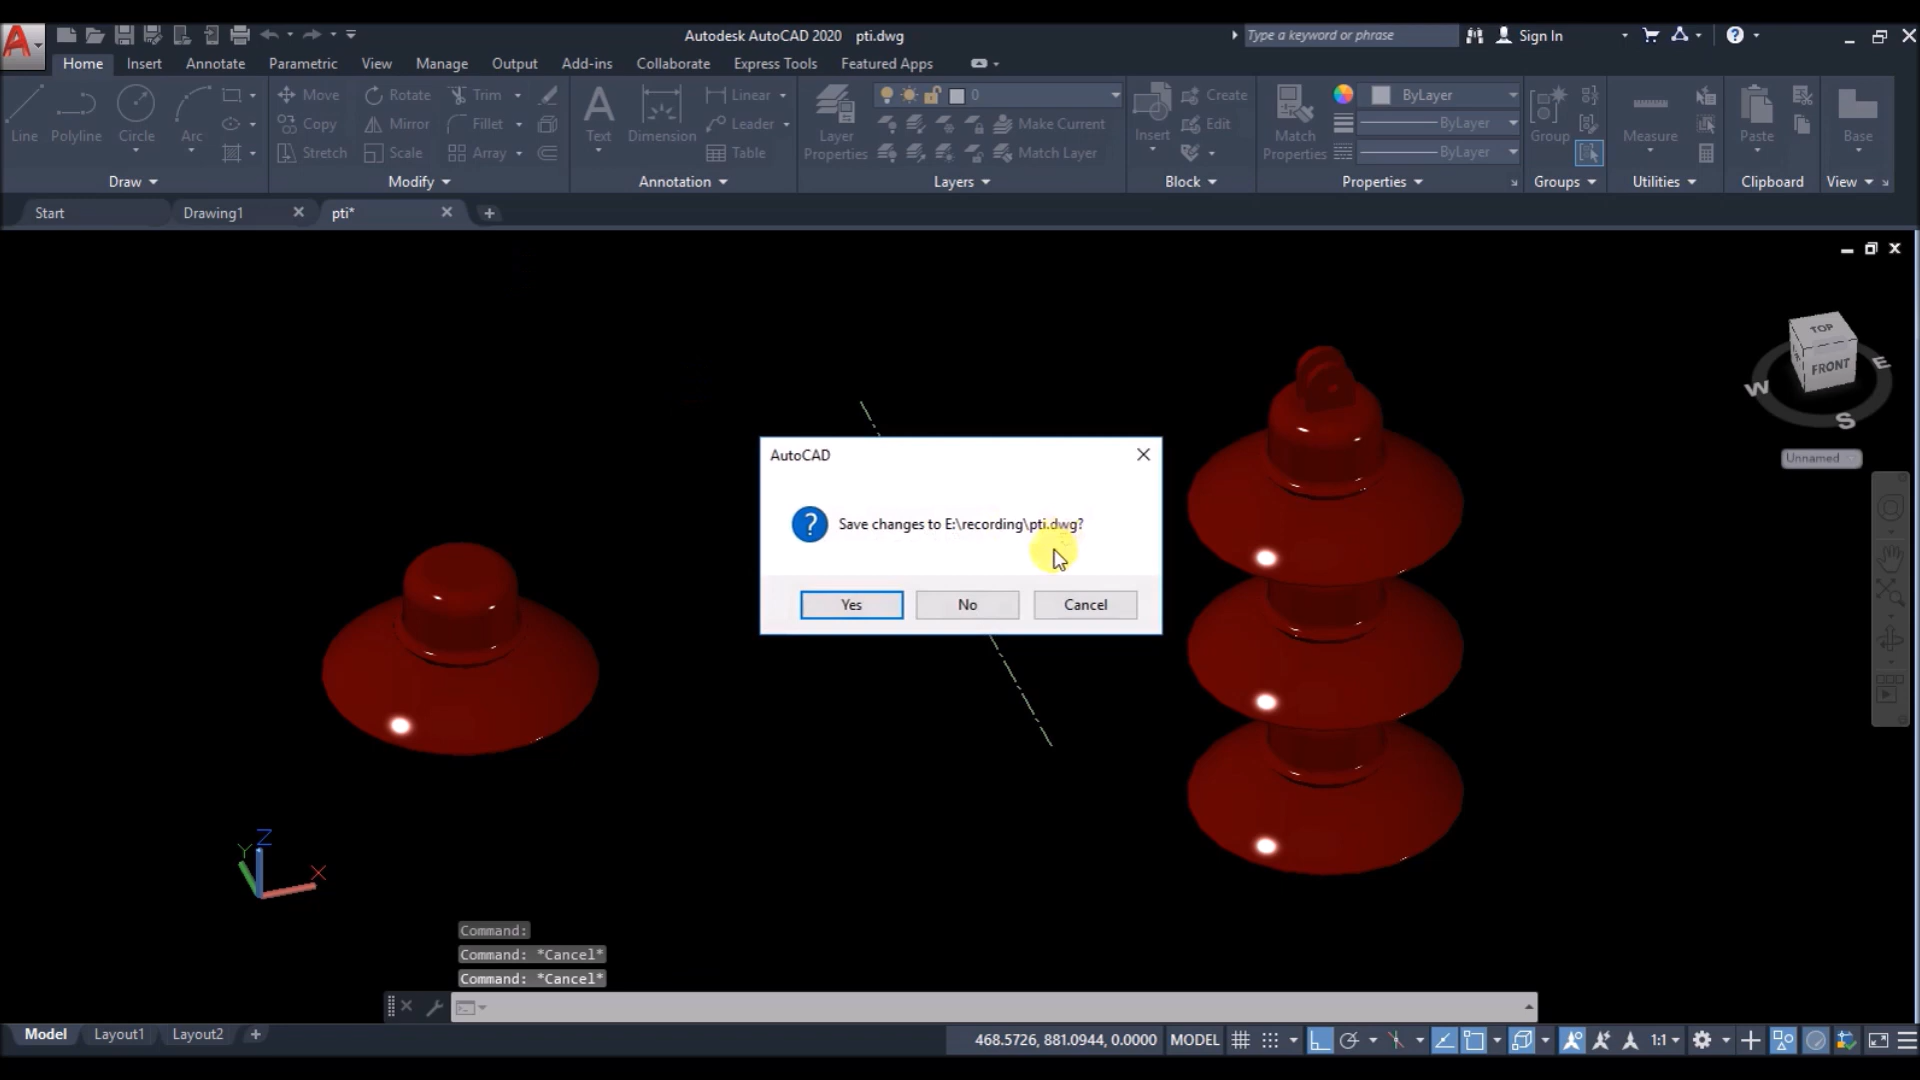 Autodesk AutoCAD 2020 pti.dwg
Type a keyword or phrase
Sign In
Home Insert Annotate Parametric View Manage Output Add-ins Collaborate Express Tools Featured Apps
Line Polyline Circle Arc
Move Rotate Trim
Copy Mirror Fillet
Stretch Scale Array
Text Dimension
Linear
Leader
Table
Layer Properties
0
Make Current
Match Layer
Insert
Create
Edit
Match Properties
ByLayer
ByLayer
ByLayer
Group
Measure
Paste
Base
Draw Modify Annotation Layers Block Properties Groups Utilities Clipboard View
Start Drawing1 pti*
TOP
FRONT
W
E
S
Unnamed
AutoCAD
Save changes to E:\recording\pti.dwg?
Yes No Cancel
Z
Y
X
Command:
Command: *Cancel*
Command: *Cancel*
Model Layout1 Layout2
468.5726, 881.0944, 0.0000 MODEL
1:1